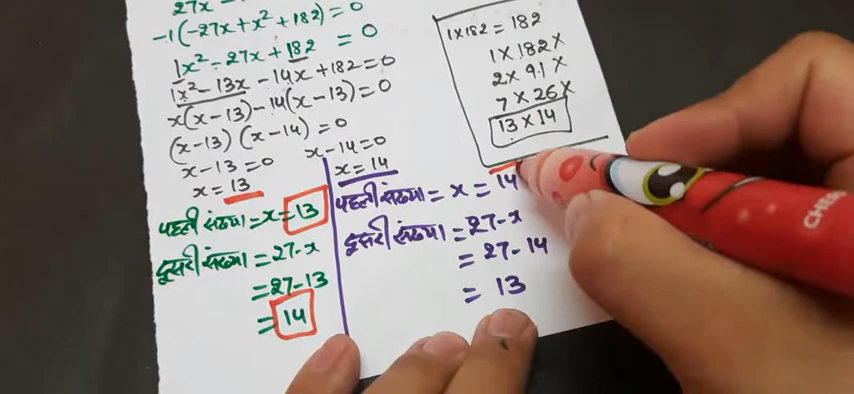 27x
-1(-27x + x² + 182) = 0
1x² - 27x + 182 = 0
1x² - 13x - 14x + 182 = 0
x(x-13) - 14(x-13) = 0
(x-13) (x-14) = 0
x-13 = 0
x = 13
x-14 = 0
x = 14
1×182 = 182
1×182×
2×91×
7×26×
13×14
पहली संख्या = x = 13
दूसरी संख्या = 27-x
= 27-13
= 14
पहली संख्या = x = 14
दूसरी संख्या = 27-x
= 27-14
= 13
CHE